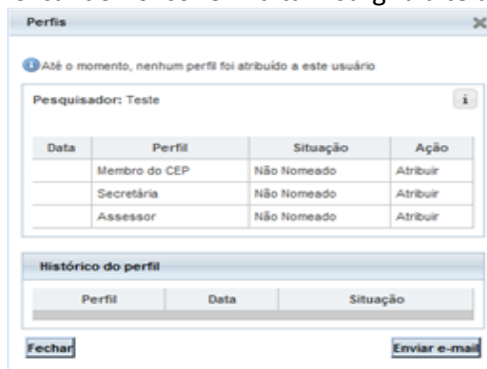 Perfis
Até o momento, nenhum perfil foi atribuído a este usuário
Pesquisador: Teste
i
Data Perfil Situação Ação
Membro do CEP Não Nomeado Atribuir
Secretária Não Nomeado Atribuir
Assessor Não Nomeado Atribuir
Histórico do perfil
Perfil Data Situação
Fechar Enviar e-mail